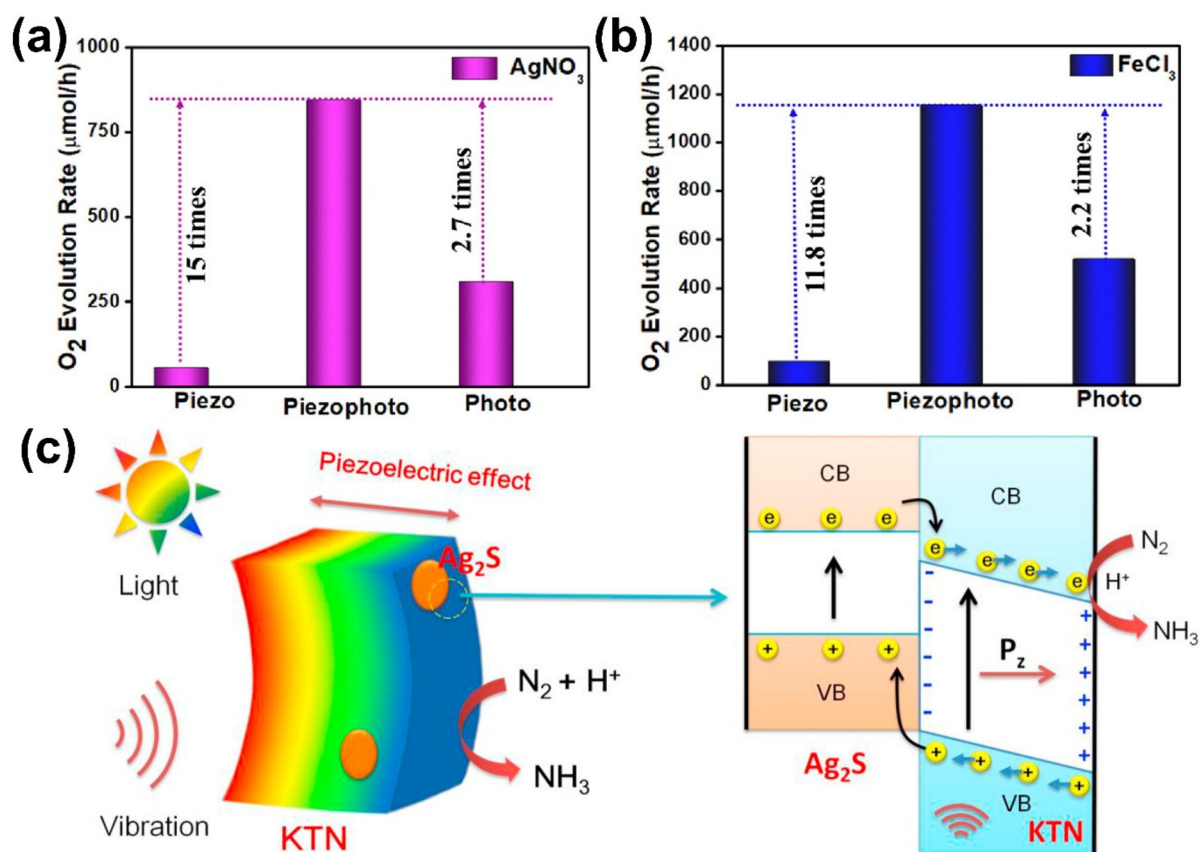 (a)
O₂ Evolution Rate (μmol/h)
1000
750
500
250
0
AgNO₃
15 times
2.7 times
Piezo
Piezophoto
Photo
(b)
O₂ Evolution Rate (μmol/h)
1400
1200
1000
800
600
400
200
0
FeCl₃
11.8 times
2.2 times
Piezo
Piezophoto
Photo
(c)
Light
Vibration
Piezoelectric effect
Ag₂S
N₂ + H⁺
NH₃
KTN
CB
e e e
+ + +
VB
Ag₂S
CB
e e e e
N₂
H⁺
NH₃
- - - - - -
P_z
+ + + + + +
+ + + +
VB
KTN